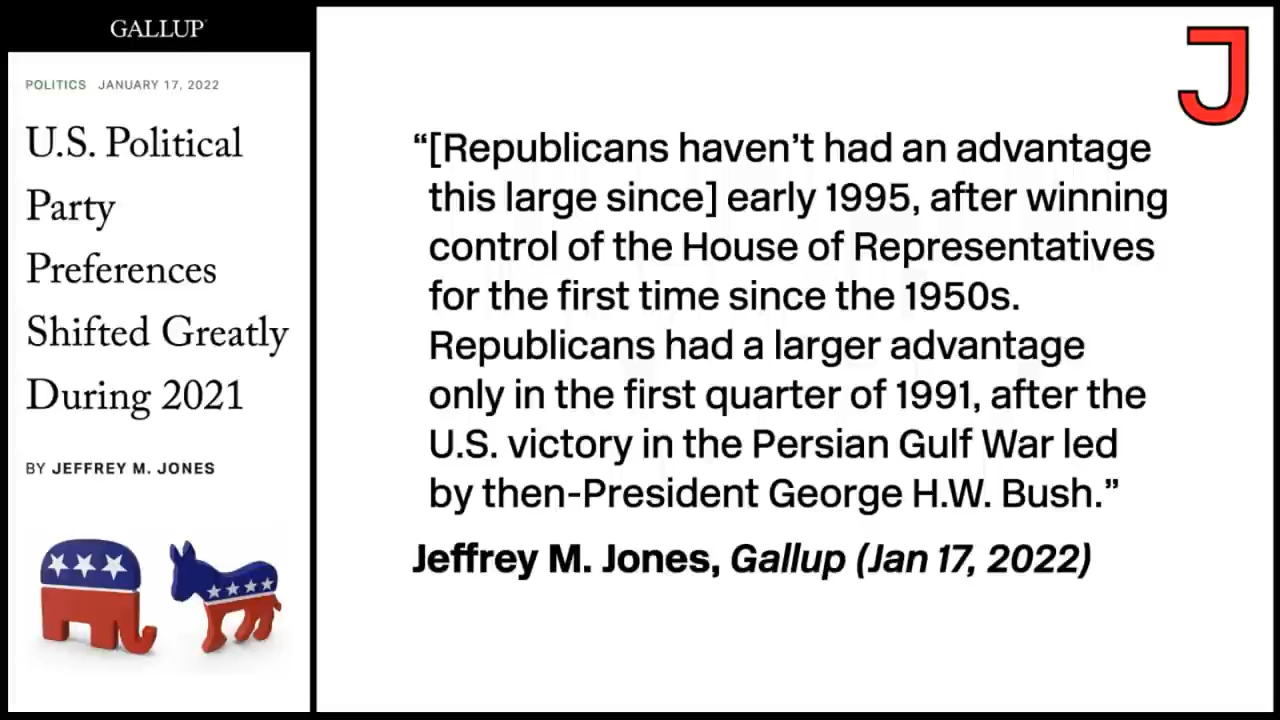 GALLUP
POLITICS JANUARY 17, 2022
U.S. Political
Party
Preferences
Shifted Greatly
During 2021
BY JEFFREY M. JONES
J
“[Republicans haven’t had an advantage
this large since] early 1995, after winning
control of the House of Representatives
for the first time since the 1950s.
Republicans had a larger advantage
only in the first quarter of 1991, after the
U.S. victory in the Persian Gulf War led
by then-President George H.W. Bush.”
Jeffrey M. Jones, Gallup (Jan 17, 2022)